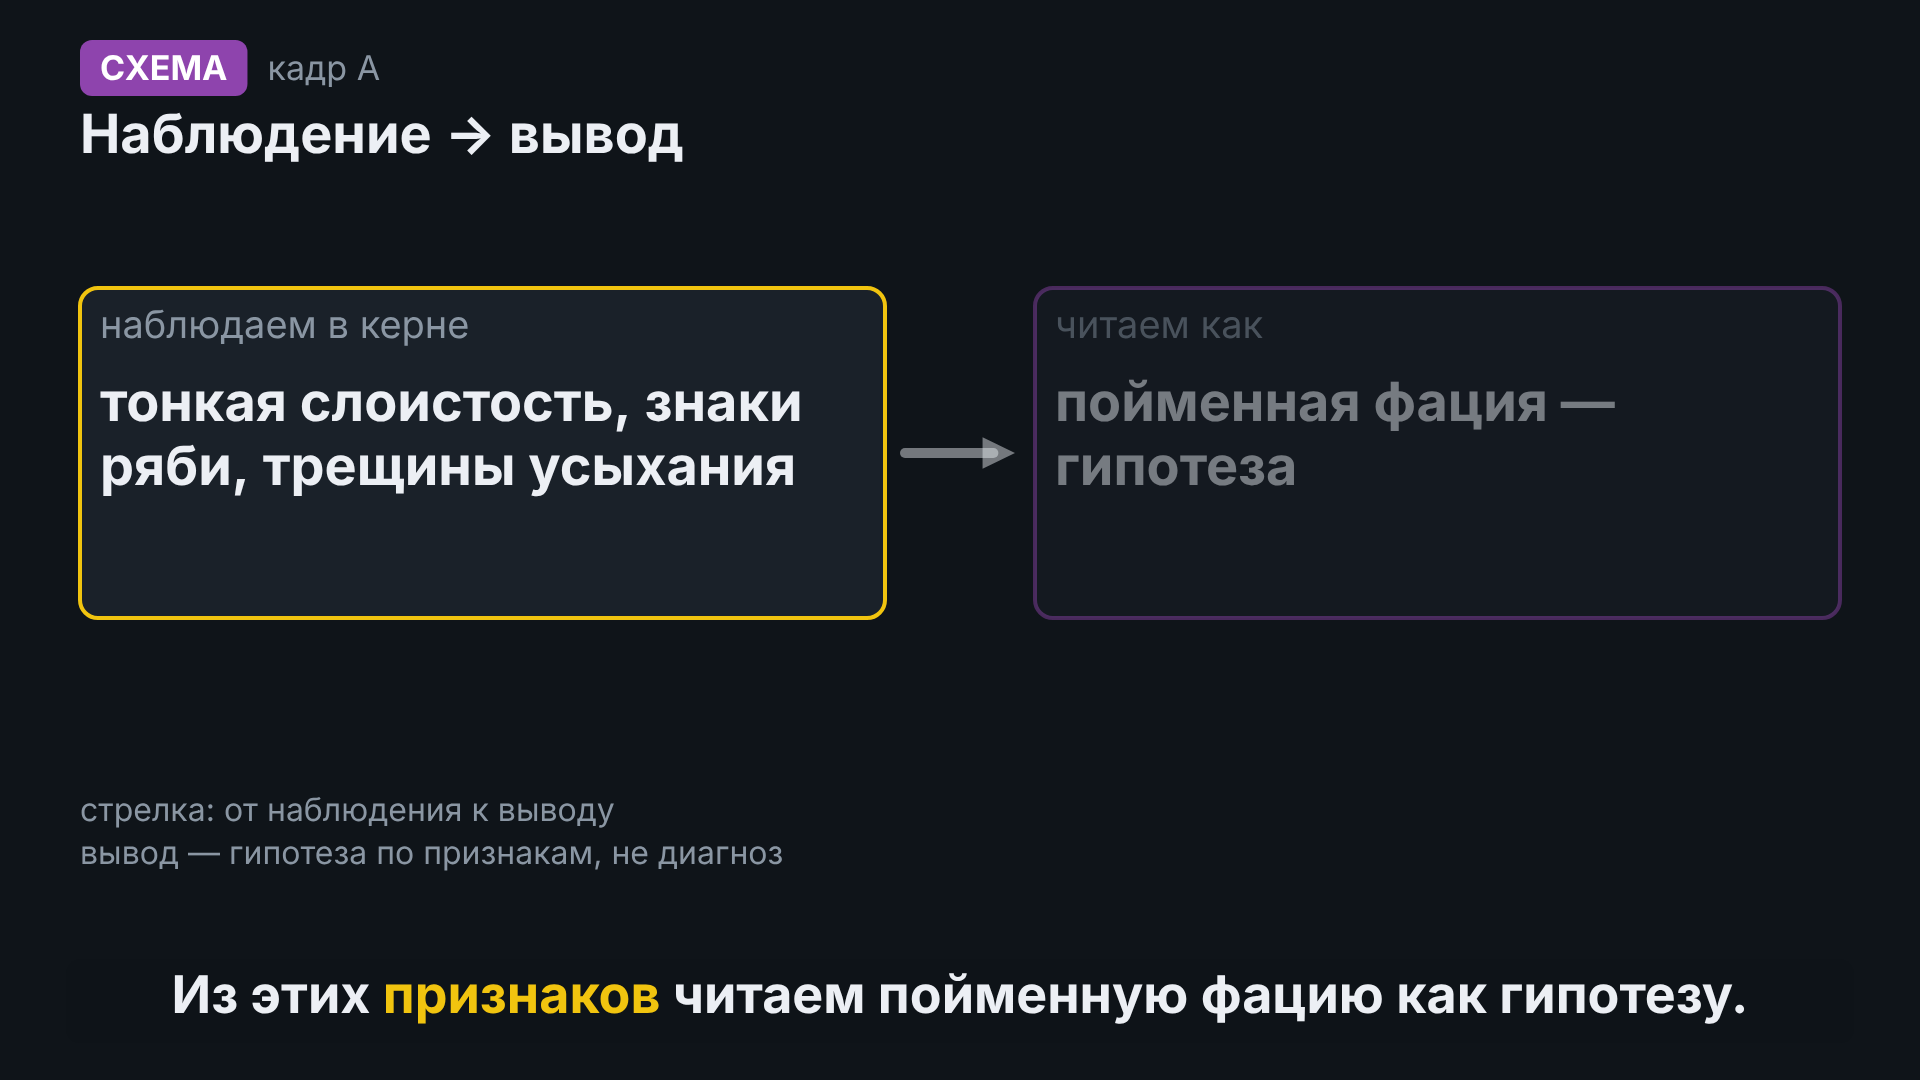 СХЕМА кадр А
Наблюдение → вывод
наблюдаем в керне
тонкая слоистость, знаки
ряби, трещины усыхания
читаем как
пойменная фация —
гипотеза
стрелка: от наблюдения к выводу
вывод — гипотеза по признакам, не диагноз
Из этих признаков читаем пойменную фацию как гипотезу.